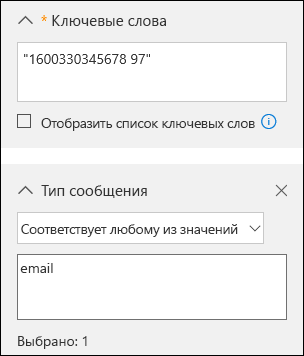 * Ключевые слова
"1600330345678 97"
Отобразить список ключевых слов
Тип сообщения
Соответствует любому из значений
email
Выбрано: 1